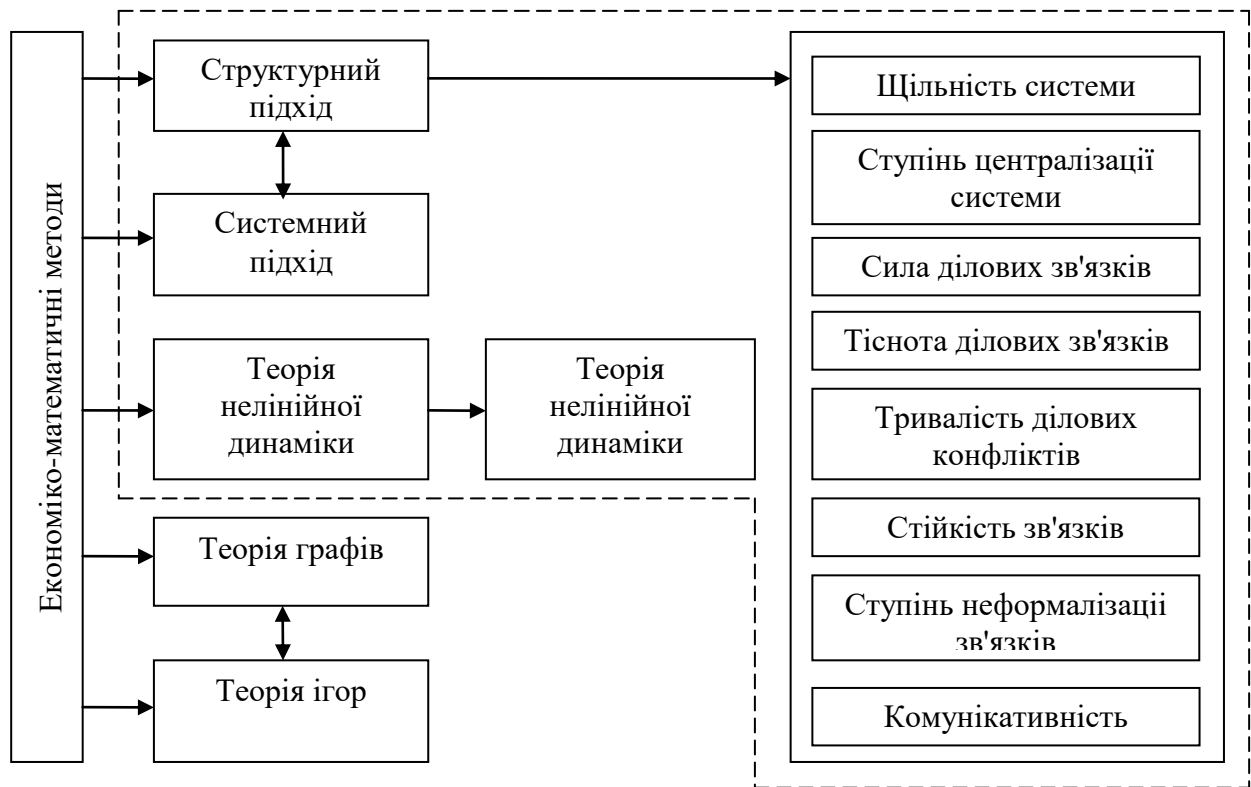 Економіко-математичні методи
Структурний
підхід
Системний
підхід
Теорія
нелінійної
динаміки
Теорія
нелінійної
динаміки
Теорія графів
Теорія ігор
Щільність системи
Ступінь централізації
системи
Сила ділових зв'язків
Тіснота ділових зв'язків
Тривалість ділових
конфліктів
Стійкість зв'язків
Ступінь неформалізаціі
зв'язків
Комунікативність